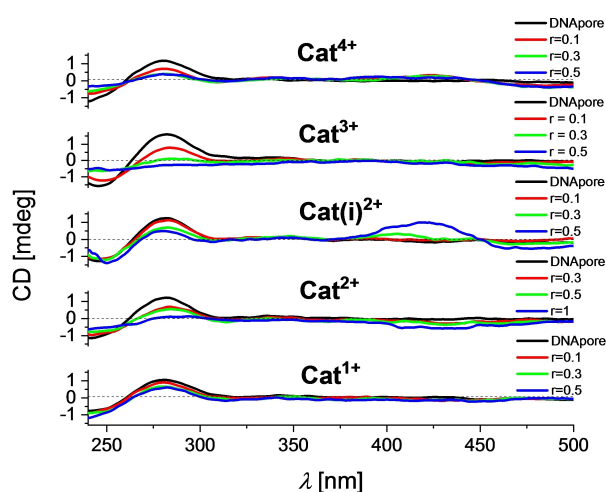 DNApore
r=0.1
r=0.3
r=0.5
Cat4+
1
0
-1
DNApore
r = 0.1
r = 0.3
r = 0.5
Cat3+
1
0
-1
DNApore
r=0.1
r=0.3
r=0.5
Cat(i)2+
1
0
-1
DNApore
r=0.3
r=0.5
r=1
Cat2+
1
0
-1
DNApore
r=0.1
r=0.3
r=0.5
Cat1+
1
0
-1
CD [mdeg]
250 300 350 400 450 500
λ [nm]